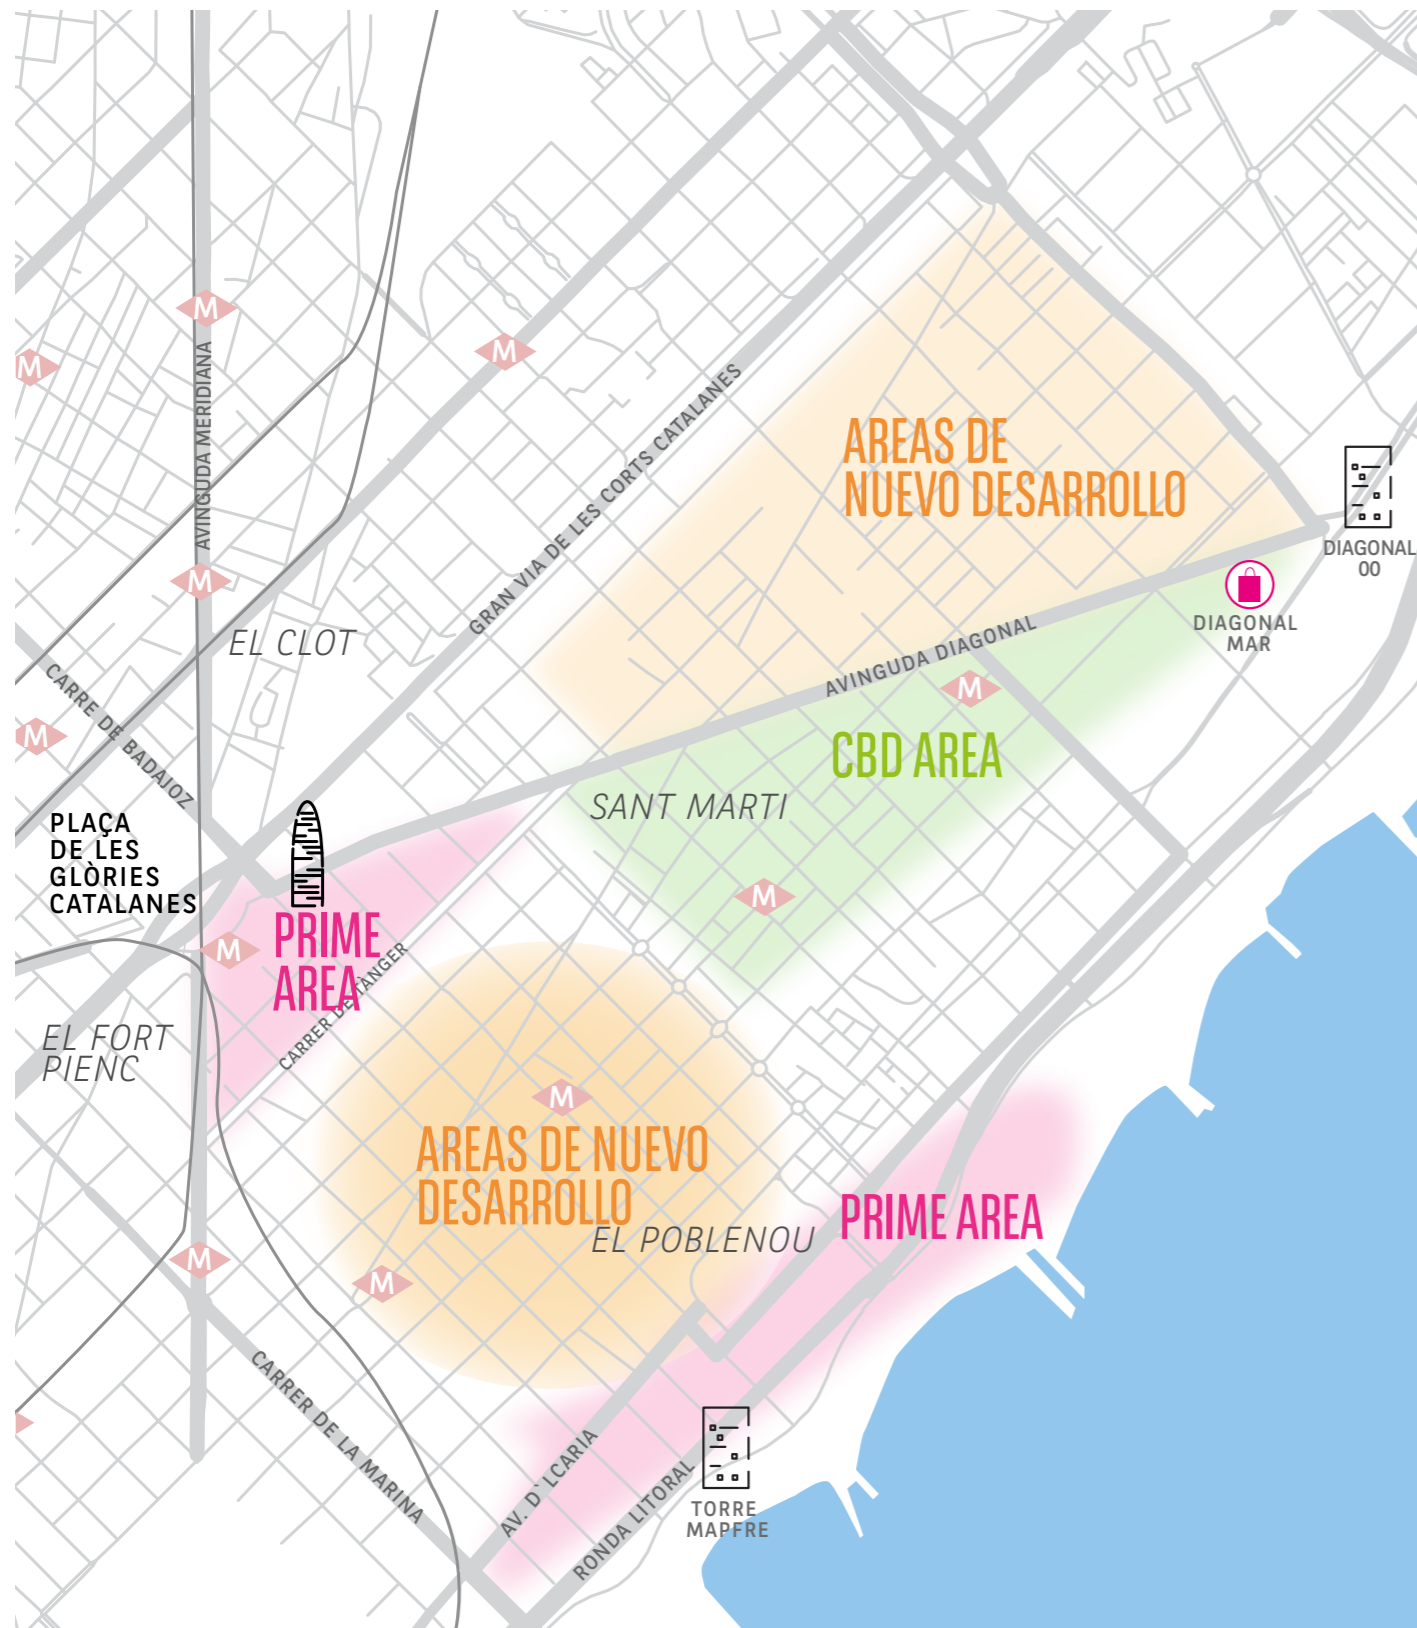 M
M
M
AVINGUDA MERIDIANA
GRAN VIA DE LES CORTS CATALANES
AREAS DE
NUEVO DESARROLLO
DIAGONAL
00
M
DIAGONAL
MAR
EL CLOT
AVINGUDA DIAGONAL
M
CARRE DE BADAJOZ
M
CBD AREA
SANT MARTI
PLAÇA
DE LES
GLÒRIES
CATALANES
M
M
PRIME
AREA
CARRER DE TÀNGER
EL FORT
PIENC
M
AREAS DE NUEVO
DESARROLLO
EL POBLENOU
PRIME AREA
M
M
CARRER DE LA MARINA
AV. D`LCARIA
RONDA LITORAL
TORRE
MAPFRE